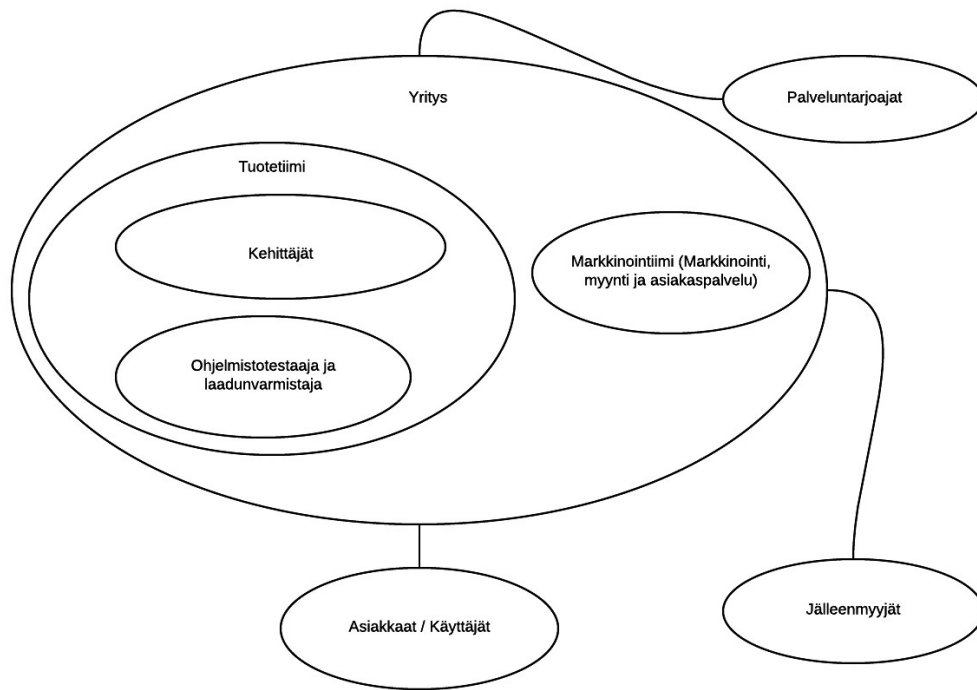 Yritys
Palveluntarjoajat
Tuotetiimi
Kehittäjät
Markkinointiimi (Markkinointi,
myynti ja asiakaspalvelu)
Ohjelmistotestaaja ja
laadunvarmistaja
Asiakkaat / Käyttäjät
Jälleenmyyjät